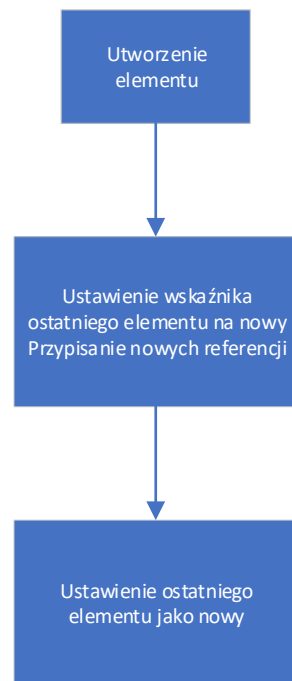 Utworzenie
elementu
Ustawienie wskaźnika
ostatniego elementu na nowy
Przypisanie nowych referencji
Ustawienie ostatniego
elementu jako nowy